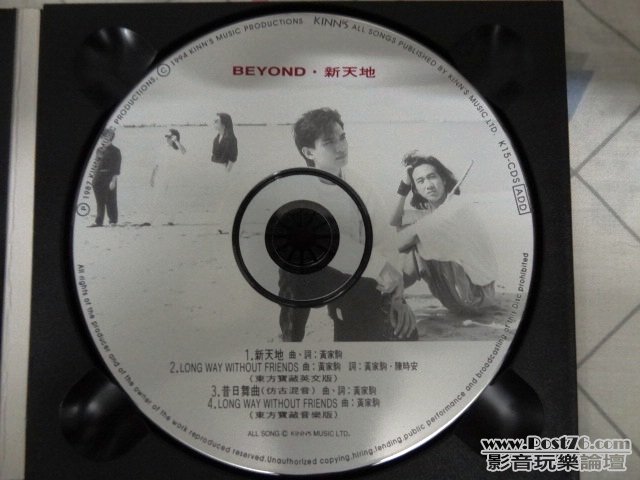 ℗ 1987 KINN'S MUSIC PRODUCTIONS, © 1994 KINN'S MUSIC PRODUCTIONS. KINN'S ALL SONGS PUBLISHED BY KINN'S MUSIC LTD. K15-CDS ADD
BEYOND · 新天地
1.新天地 曲、詞:黃家駒
2.LONG WAY WITHOUT FRIENDS 曲:黃家駒 詞:黃家駒·陳時安
(東方寶藏英文版)
3.昔日舞曲(仿古混音) 曲、詞:黃家駒
4.LONG WAY WITHOUT FRIENDS 曲:黃家駒
(東方寶藏音樂版)
ALL SONG © KINN'S MUSIC LTD.
All rights of the producer and of the owner of the work reproduced reserved. Unauthorized copying, hiring, lending, public performance and broadcasting of this Disc prohibited
www.Post76.com
影音玩樂論壇